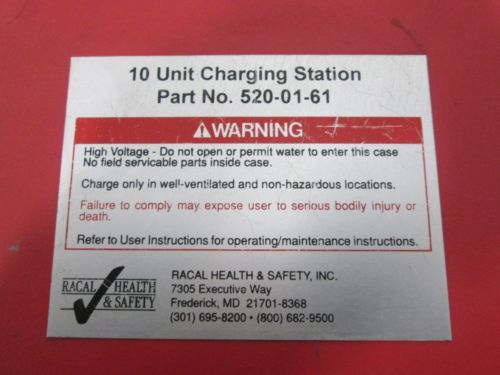 10 Unit Charging Station
Part No. 520-01-61
WARNING
High Voltage - Do not open or permit water to enter this case
No field servicable parts inside case.
Charge only in well-ventilated and non-hazardous locations.
Failure to comply may expose user to serious bodily injury or
death.
Refer to User Instructions for operating/maintenance instructions.
RACAL HEALTH
& SAFETY
RACAL HEALTH & SAFETY, INC.
7305 Executive Way
Frederick, MD 21701-8368
(301) 695-8200 • (800) 682-9500